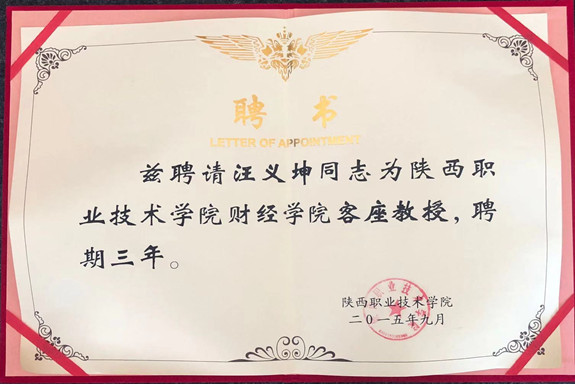 聘 书
LETTER OF APPOINTMENT
兹聘请汪义坤同志为陕西职
业技术学院财经学院客座教授，聘
期三年。
陕西职业技术学院
二〇一五年九月